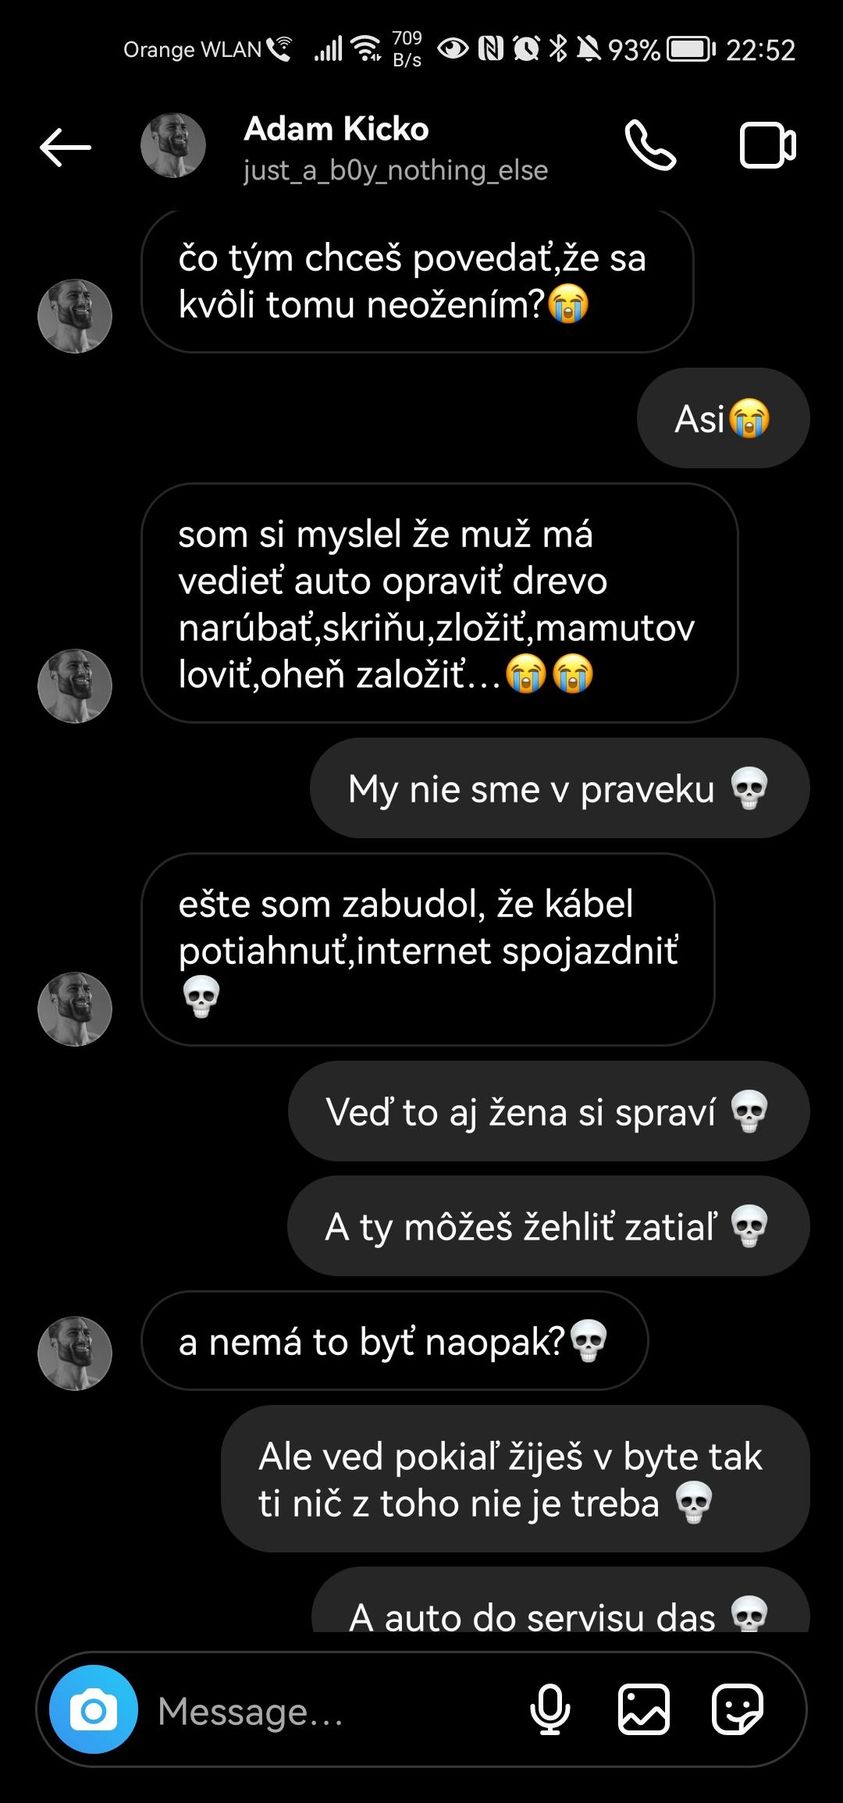 Orange WLAN 709 B/s 93% 22:52
Adam Kicko
just_a_b0y_nothing_else
čo tým chceš povedať,že sa
kvôli tomu neožením?😭
Asi😭
som si myslel že muž má
vedieť auto opraviť drevo
narúbať,skriňu,zložiť,mamutov
loviť,oheň založiť...😭😭
My nie sme v praveku 💀
ešte som zabudol, že kábel
potiahnuť,internet spojazdniť
💀
Veď to aj žena si spraví 💀
A ty môžeš žehliť zatiaľ 💀
a nemá to byť naopak?💀
Ale ved pokiaľ žiješ v byte tak
ti nič z toho nie je treba 💀
A auto do servisu das 💀
Message...